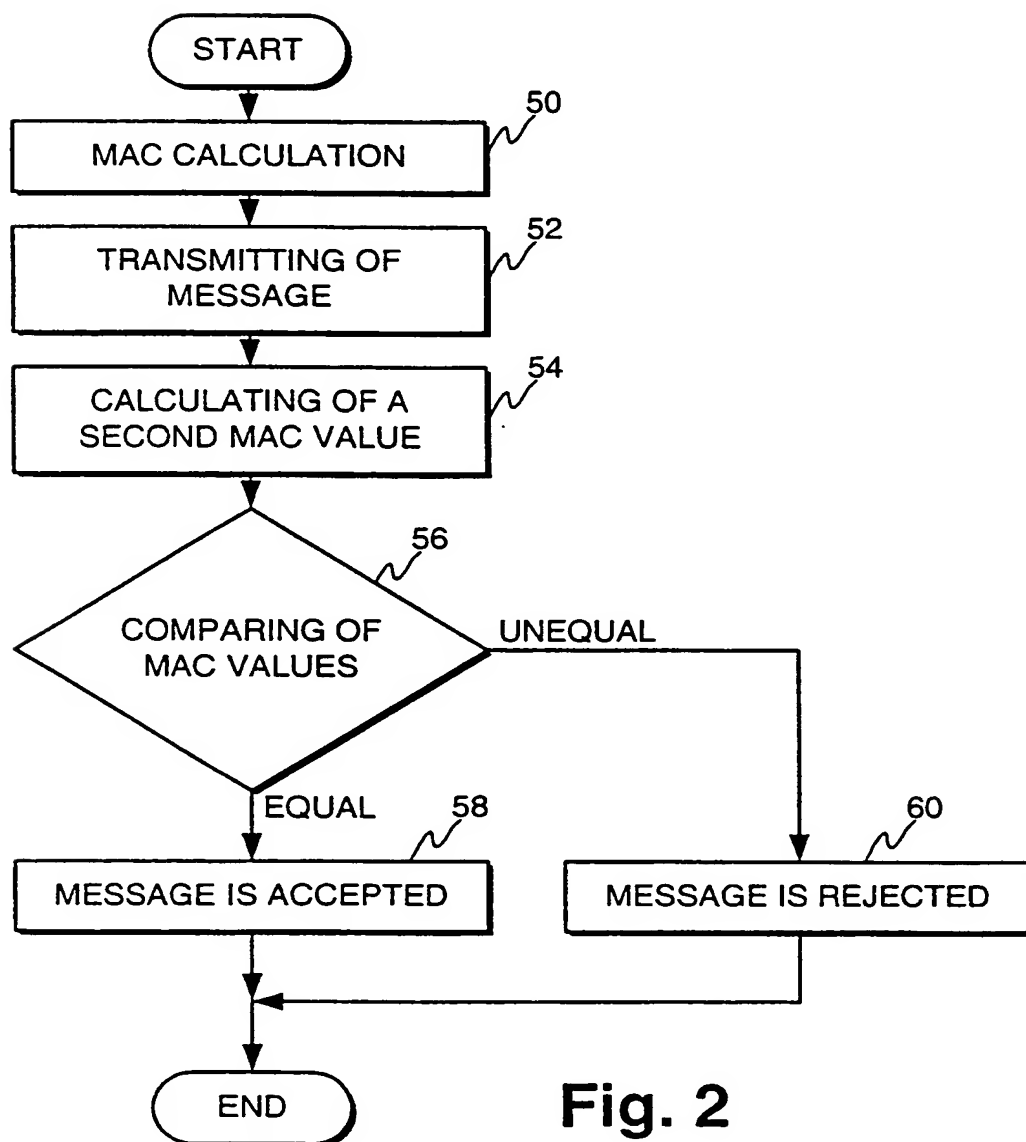 START
50
MAC CALCULATION
52
TRANSMITTING OF
MESSAGE
54
CALCULATING OF A
SECOND MAC VALUE
56
COMPARING OF
MAC VALUES
UNEQUAL
EQUAL
58
MESSAGE IS ACCEPTED
60
MESSAGE IS REJECTED
END
Fig. 2